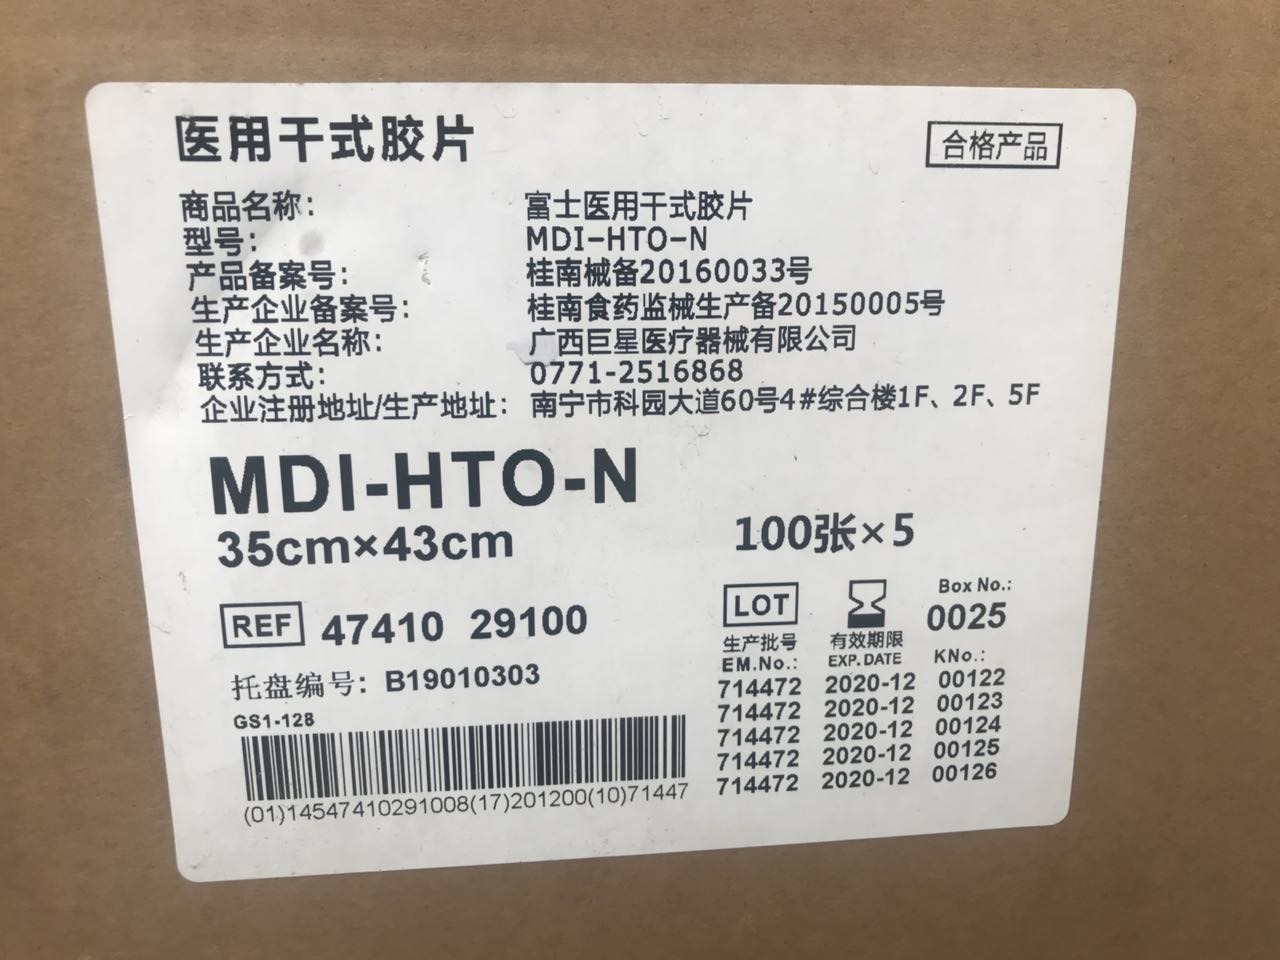 医用干式胶片
合格产品
商品名称： 富士医用干式胶片
型号： MDI-HTO-N
产品备案号： 桂南械备20160033号
生产企业备案号： 桂南食药监械生产备20150005号
生产企业名称： 广西巨星医疗器械有限公司
联系方式： 0771-2516868
企业注册地址/生产地址： 南宁市科园大道60号4#综合楼1F、2F、5F
MDI-HTO-N
35cm×43cm
100张×5
REF 47410 29100
托盘编号: B19010303
GS1-128
(01)14547410291008(17)201200(10)71447
LOT
生产批号 有效期限 Box No.:
0025
EM.No.: EXP.DATE KNo.:
714472 2020-12 00122
714472 2020-12 00123
714472 2020-12 00124
714472 2020-12 00125
714472 2020-12 00126